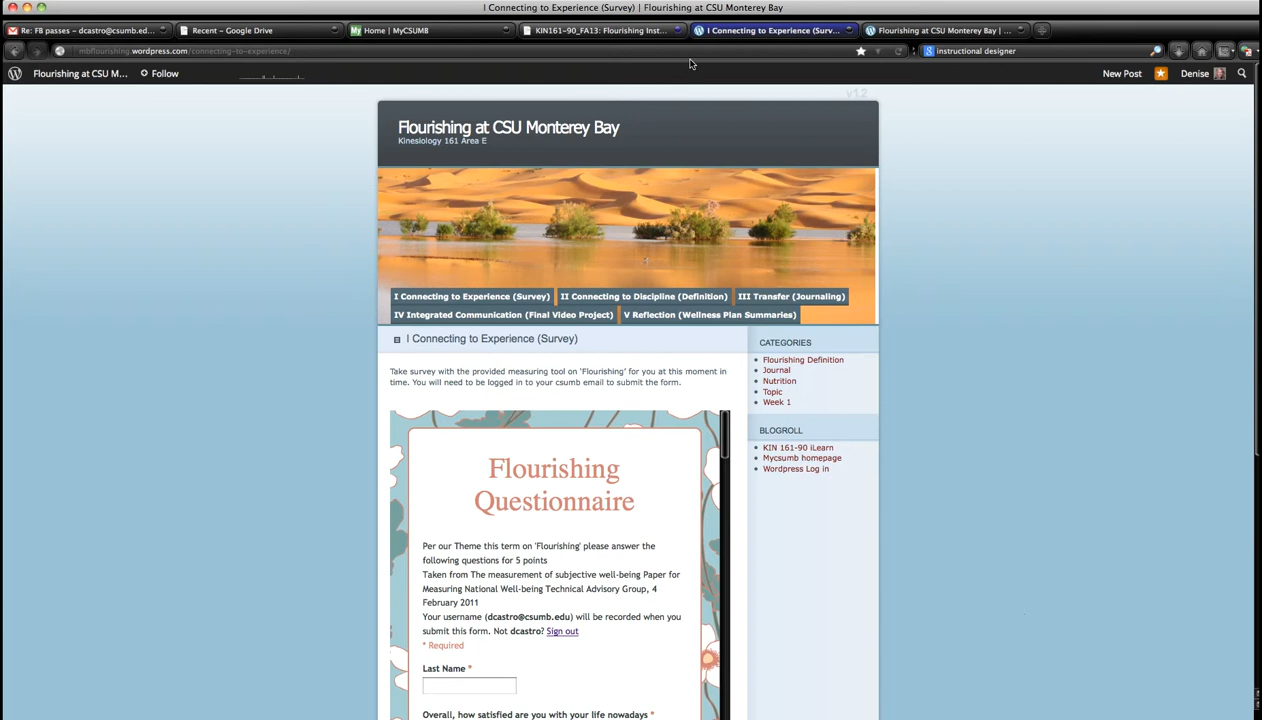 I Connecting to Experience (Survey) | Flourishing at CSU Monterey Bay
Re: FB passes – dcastro@csumb.ed...
Recent – Google Drive
Home | MyCSUMB
KIN161–90_FA13: Flourishing Inst...
I Connecting to Experience (Surv...
Flourishing at CSU Monterey Bay | ...
mbflourishing.wordpress.com/connecting-to-experience/
instructional designer
Flourishing at CSU M...
Follow
New Post
Denise
v1.2
Flourishing at CSU Monterey Bay
Kinesiology 161 Area E
I Connecting to Experience (Survey)
II Connecting to Discipline (Definition)
III Transfer (Journaling)
IV Integrated Communication (Final Video Project)
V Reflection (Wellness Plan Summaries)
I Connecting to Experience (Survey)
Take survey with the provided measuring tool on 'Flourishing' for you at this moment in
time. You will need to be logged in to your csumb email to submit the form.
Flourishing
Questionnaire
Per our Theme this term on 'Flourishing' please answer the
following questions for 5 points
Taken from The measurement of subjective well-being Paper for
Measuring National Well-being Technical Advisory Group, 4
February 2011
Your username (dcastro@csumb.edu) will be recorded when you
submit this form. Not dcastro? Sign out
* Required
Last Name *
Overall, how satisfied are you with your life nowadays *
CATEGORIES
Flourishing Definition
Journal
Nutrition
Topic
Week 1
BLOGROLL
KIN 161-90 iLearn
Mycsumb homepage
Wordpress Log in